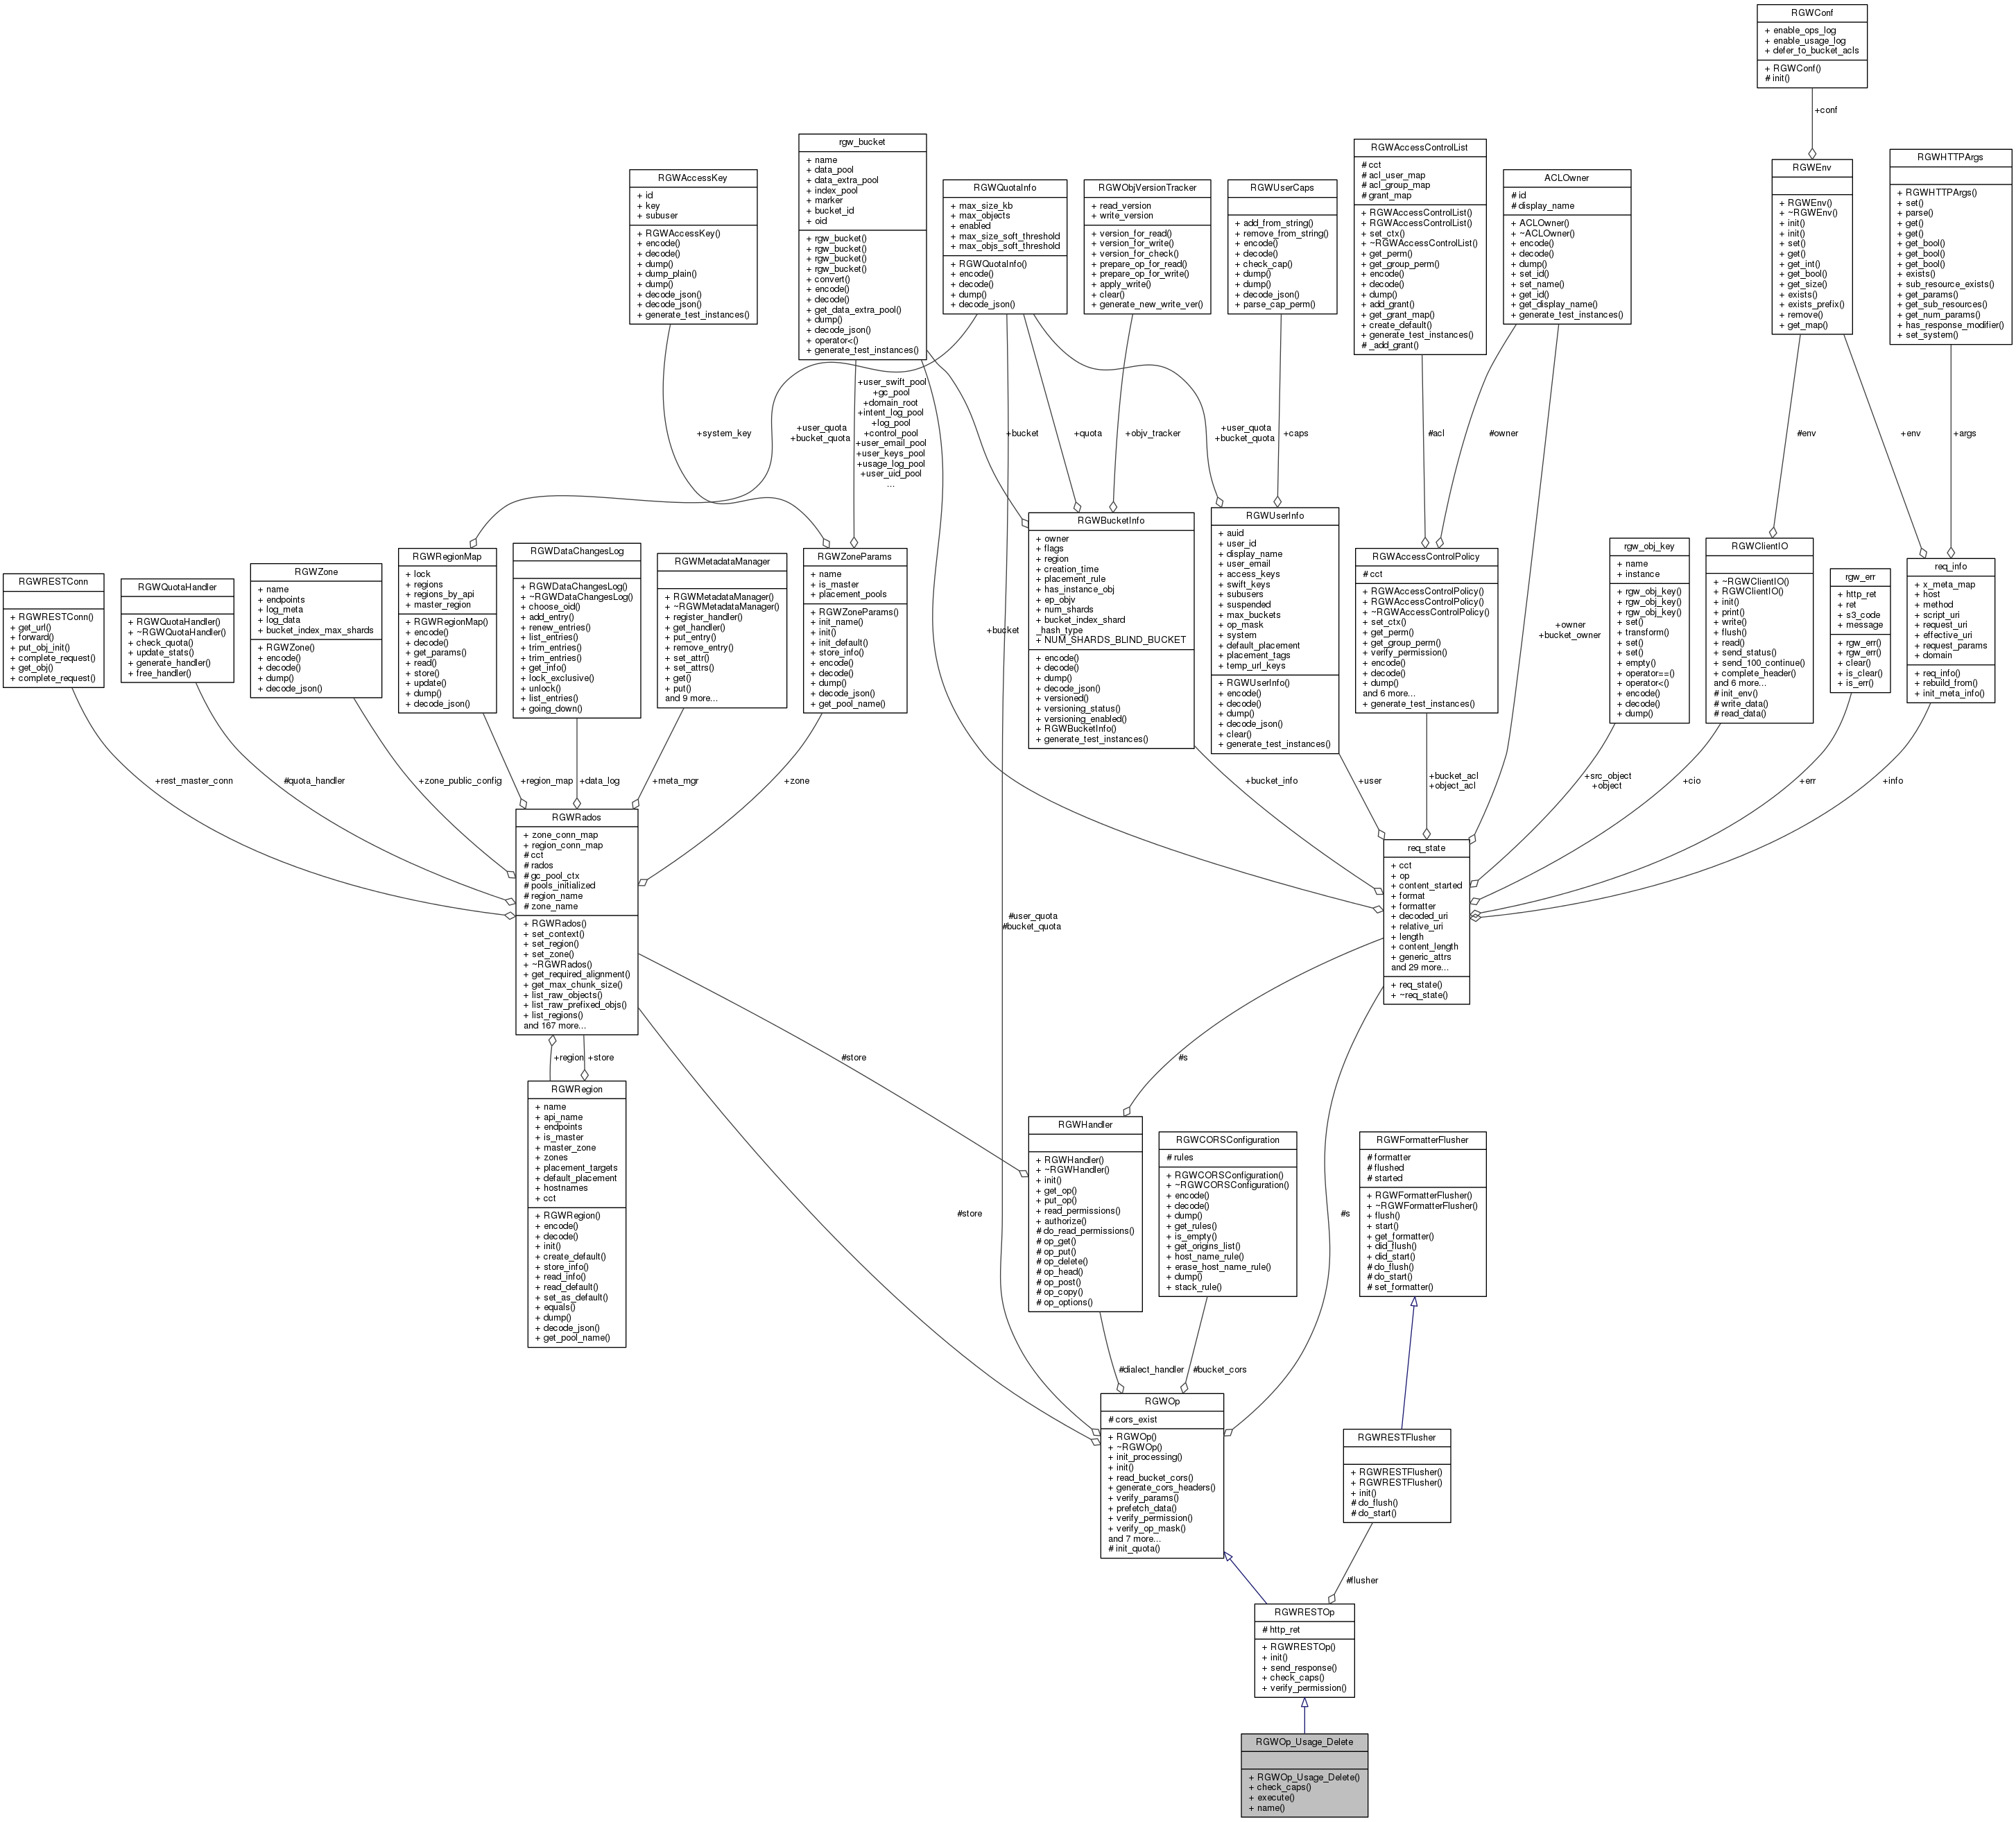 RGWConf
+ enable_ops_log
+ enable_usage_log
+ defer_to_bucket_acls
+ RGWConf()
# init()
+conf
rgw_bucket
+ name
+ data_pool
+ data_extra_pool
+ index_pool
+ marker
+ bucket_id
+ oid
+ rgw_bucket()
+ rgw_bucket()
+ rgw_bucket()
+ rgw_bucket()
+ convert()
+ encode()
+ decode()
+ get_data_extra_pool()
+ dump()
+ decode_json()
+ operator<()
+ generate_test_instances()
RGWAccessControlList
# cct
# acl_user_map
# acl_group_map
# grant_map
+ RGWAccessControlList()
+ RGWAccessControlList()
+ set_ctx()
+ ~RGWAccessControlList()
+ get_perm()
+ get_group_perm()
+ encode()
+ decode()
+ dump()
+ add_grant()
+ get_grant_map()
+ create_default()
+ generate_test_instances()
# _add_grant()
RGWHTTPArgs
+ RGWHTTPArgs()
+ set()
+ parse()
+ get()
+ get()
+ get_bool()
+ get_bool()
+ get_bool()
+ exists()
+ sub_resource_exists()
+ get_params()
+ get_sub_resources()
+ get_num_params()
+ has_response_modifier()
+ set_system()
RGWEnv
+ RGWEnv()
+ ~RGWEnv()
+ init()
+ init()
+ set()
+ get()
+ get_int()
+ get_bool()
+ get_size()
+ exists()
+ exists_prefix()
+ remove()
+ get_map()
RGWAccessKey
+ id
+ key
+ subuser
+ RGWAccessKey()
+ encode()
+ decode()
+ dump()
+ dump_plain()
+ dump()
+ decode_json()
+ decode_json()
+ generate_test_instances()
RGWQuotaInfo
+ max_size_kb
+ max_objects
+ enabled
+ max_size_soft_threshold
+ max_objs_soft_threshold
+ RGWQuotaInfo()
+ encode()
+ decode()
+ dump()
+ decode_json()
RGWObjVersionTracker
+ read_version
+ write_version
+ version_for_read()
+ version_for_write()
+ version_for_check()
+ prepare_op_for_read()
+ prepare_op_for_write()
+ apply_write()
+ clear()
+ generate_new_write_ver()
RGWUserCaps
+ add_from_string()
+ remove_from_string()
+ encode()
+ decode()
+ check_cap()
+ dump()
+ dump()
+ decode_json()
+ parse_cap_perm()
ACLOwner
# id
# display_name
+ ACLOwner()
+ ~ACLOwner()
+ encode()
+ decode()
+ dump()
+ set_id()
+ set_name()
+ get_id()
+ get_display_name()
+ generate_test_instances()
+system_key
+user_quota
+bucket_quota
+user_swift_pool
+gc_pool
+domain_root
+intent_log_pool
+log_pool
+control_pool
+user_email_pool
+user_keys_pool
+usage_log_pool
+user_uid_pool
...
+bucket
+quota
+objv_tracker
+user_quota
+bucket_quota
+caps
#acl
#owner
#env
+env
+args
RGWRESTConn
+ RGWRESTConn()
+ get_url()
+ forward()
+ put_obj_init()
+ complete_request()
+ get_obj()
+ complete_request()
RGWQuotaHandler
+ RGWQuotaHandler()
+ ~RGWQuotaHandler()
+ check_quota()
+ update_stats()
+ generate_handler()
+ free_handler()
RGWZone
+ name
+ endpoints
+ log_meta
+ log_data
+ bucket_index_max_shards
+ RGWZone()
+ encode()
+ decode()
+ dump()
+ decode_json()
RGWRegionMap
+ lock
+ regions
+ regions_by_api
+ master_region
+ RGWRegionMap()
+ encode()
+ decode()
+ get_params()
+ read()
+ store()
+ update()
+ dump()
+ decode_json()
RGWDataChangesLog
+ RGWDataChangesLog()
+ ~RGWDataChangesLog()
+ choose_oid()
+ add_entry()
+ renew_entries()
+ list_entries()
+ trim_entries()
+ trim_entries()
+ get_info()
+ lock_exclusive()
+ unlock()
+ list_entries()
+ going_down()
RGWMetadataManager
+ RGWMetadataManager()
+ ~RGWMetadataManager()
+ register_handler()
+ get_handler()
+ put_entry()
+ remove_entry()
+ set_attr()
+ set_attrs()
+ get()
+ put()
and 9 more...
RGWZoneParams
+ name
+ is_master
+ placement_pools
+ RGWZoneParams()
+ init_name()
+ init()
+ init_default()
+ store_info()
+ encode()
+ decode()
+ dump()
+ decode_json()
+ get_pool_name()
RGWBucketInfo
+ owner
+ flags
+ region
+ creation_time
+ placement_rule
+ has_instance_obj
+ ep_objv
+ num_shards
+ bucket_index_shard
_hash_type
+ NUM_SHARDS_BLIND_BUCKET
+ encode()
+ decode()
+ dump()
+ decode_json()
+ versioned()
+ versioning_status()
+ versioning_enabled()
+ RGWBucketInfo()
+ generate_test_instances()
RGWUserInfo
+ auid
+ user_id
+ display_name
+ user_email
+ access_keys
+ swift_keys
+ subusers
+ suspended
+ max_buckets
+ op_mask
+ system
+ default_placement
+ placement_tags
+ temp_url_keys
+ RGWUserInfo()
+ encode()
+ decode()
+ dump()
+ decode_json()
+ clear()
+ generate_test_instances()
RGWAccessControlPolicy
# cct
+ RGWAccessControlPolicy()
+ RGWAccessControlPolicy()
+ ~RGWAccessControlPolicy()
+ set_ctx()
+ get_perm()
+ get_group_perm()
+ verify_permission()
+ encode()
+ decode()
+ dump()
and 6 more...
+ generate_test_instances()
+owner
+bucket_owner
rgw_obj_key
+ name
+ instance
+ rgw_obj_key()
+ rgw_obj_key()
+ rgw_obj_key()
+ set()
+ transform()
+ set()
+ set()
+ empty()
+ operator==()
+ operator<()
+ encode()
+ decode()
+ dump()
RGWClientIO
+ ~RGWClientIO()
+ RGWClientIO()
+ init()
+ print()
+ write()
+ flush()
+ read()
+ send_status()
+ send_100_continue()
+ complete_header()
and 6 more...
# init_env()
# write_data()
# read_data()
rgw_err
+ http_ret
+ ret
+ s3_code
+ message
+ rgw_err()
+ rgw_err()
+ clear()
+ is_clear()
+ is_err()
req_info
+ x_meta_map
+ host
+ method
+ script_uri
+ request_uri
+ effective_uri
+ request_params
+ domain
+ req_info()
+ rebuild_from()
+ init_meta_info()
+bucket
+rest_master_conn
#quota_handler
+zone_public_config
+region_map
+data_log
+meta_mgr
+zone
+bucket_info
+user
+bucket_acl
+object_acl
+src_object
+object
+cio
+err
+info
RGWRados
+ zone_conn_map
+ region_conn_map
# cct
# rados
# gc_pool_ctx
# pools_initialized
# region_name
# zone_name
+ RGWRados()
+ set_context()
+ set_region()
+ set_zone()
+ ~RGWRados()
+ get_required_alignment()
+ get_max_chunk_size()
+ list_raw_objects()
+ list_raw_prefixed_objs()
+ list_regions()
and 167 more...
req_state
+ cct
+ op
+ content_started
+ format
+ formatter
+ decoded_uri
+ relative_uri
+ length
+ content_length
+ generic_attrs
and 29 more...
+ req_state()
+ ~req_state()
#user_quota
#bucket_quota
+region
+store
#store
#s
RGWRegion
+ name
+ api_name
+ endpoints
+ is_master
+ master_zone
+ zones
+ placement_targets
+ default_placement
+ hostnames
+ cct
+ RGWRegion()
+ encode()
+ decode()
+ init()
+ create_default()
+ store_info()
+ read_info()
+ read_default()
+ set_as_default()
+ equals()
+ dump()
+ decode_json()
+ get_pool_name()
RGWHandler
+ RGWHandler()
+ ~RGWHandler()
+ init()
+ get_op()
+ put_op()
+ read_permissions()
+ authorize()
# do_read_permissions()
# op_get()
# op_put()
# op_delete()
# op_head()
# op_post()
# op_copy()
# op_options()
RGWCORSConfiguration
# rules
+ RGWCORSConfiguration()
+ ~RGWCORSConfiguration()
+ encode()
+ decode()
+ dump()
+ get_rules()
+ is_empty()
+ get_origins_list()
+ host_name_rule()
+ erase_host_name_rule()
+ dump()
+ stack_rule()
RGWFormatterFlusher
# formatter
# flushed
# started
+ RGWFormatterFlusher()
+ ~RGWFormatterFlusher()
+ flush()
+ start()
+ get_formatter()
+ did_flush()
+ did_start()
# do_flush()
# do_start()
# set_formatter()
#store
#s
#dialect_handler
#bucket_cors
RGWOp
# cors_exist
+ RGWOp()
+ ~RGWOp()
+ init_processing()
+ init()
+ read_bucket_cors()
+ generate_cors_headers()
+ verify_params()
+ prefetch_data()
+ verify_permission()
+ verify_op_mask()
and 7 more...
# init_quota()
RGWRESTFlusher
+ RGWRESTFlusher()
+ RGWRESTFlusher()
+ init()
# do_flush()
# do_start()
#flusher
RGWRESTOp
# http_ret
+ RGWRESTOp()
+ init()
+ send_response()
+ check_caps()
+ verify_permission()
RGWOp_Usage_Delete
+ RGWOp_Usage_Delete()
+ check_caps()
+ execute()
+ name()